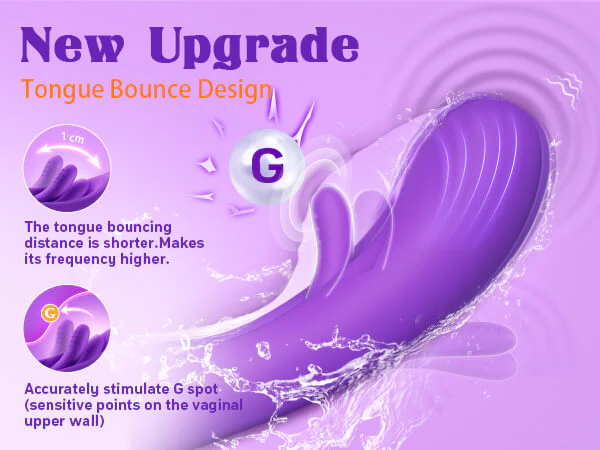 New Upgrade
Tongue Bounce Design
1 cm
G
The tongue bouncing
distance is shorter.Makes
its frequency higher.
G
Accurately stimulate G spot
(sensitive points on the vaginal
upper wall)